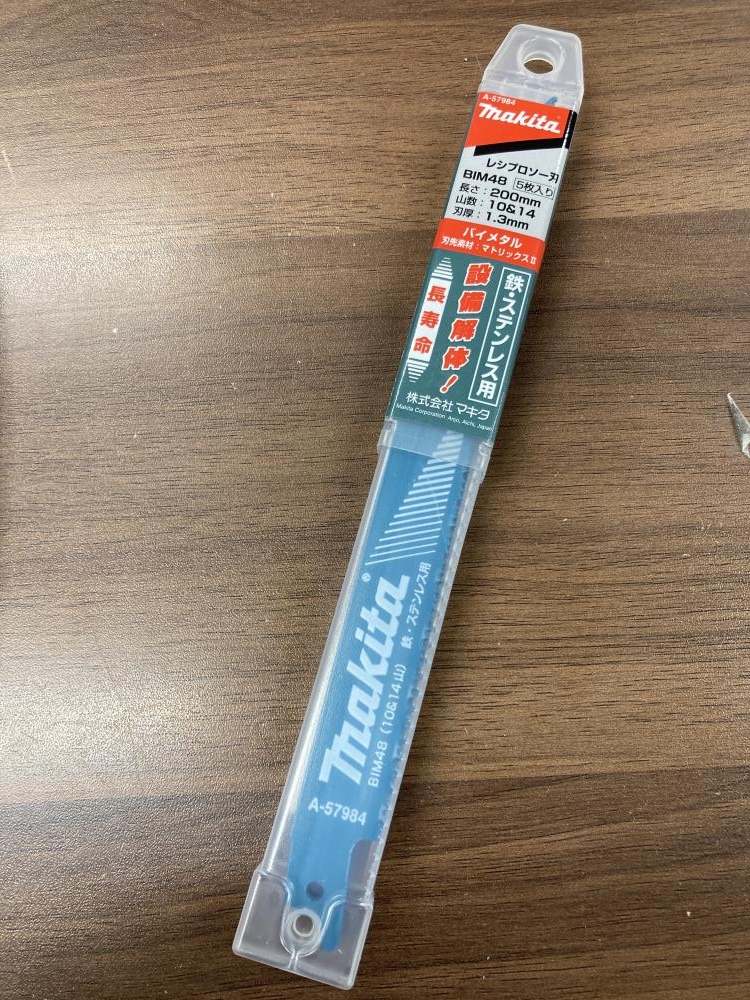 A-57984
makita
レシプロソー刃
BIM48 5枚入り
長さ：200mm
山数：10&14
刃厚：1.3mm
バイメタル
刃先素材：マトリックスⅡ
鉄・ステンレス用
設備解体！
長寿命
株式会社マキタ
Makita Corporation Anjo, Aichi, Japan
makita®
BIM48（10&14山） 鉄・ステンレス用
A-57984